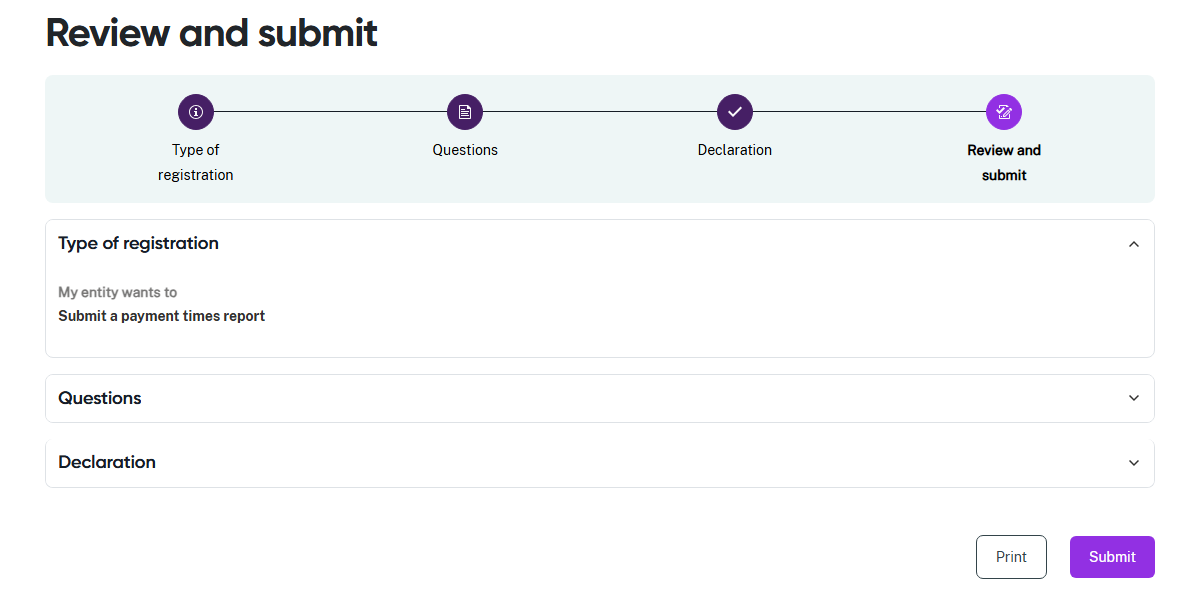 Review and submit
Type of
registration
Questions
Declaration
Review and
submit
Type of registration
My entity wants to
Submit a payment times report
Questions
Declaration
Print
Submit